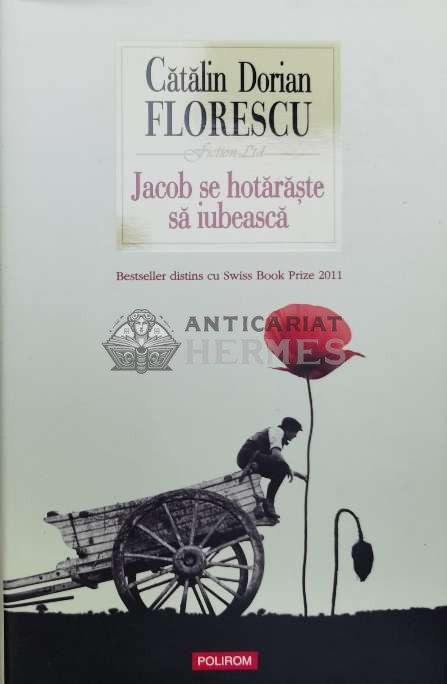 Cătălin Dorian
FLORESCU
Fiction Ltd
Jacob se hotărăşte
să iubească
Bestseller distins cu Swiss Book Prize 2011
ANTICARIAT
HERMES
POLIROM